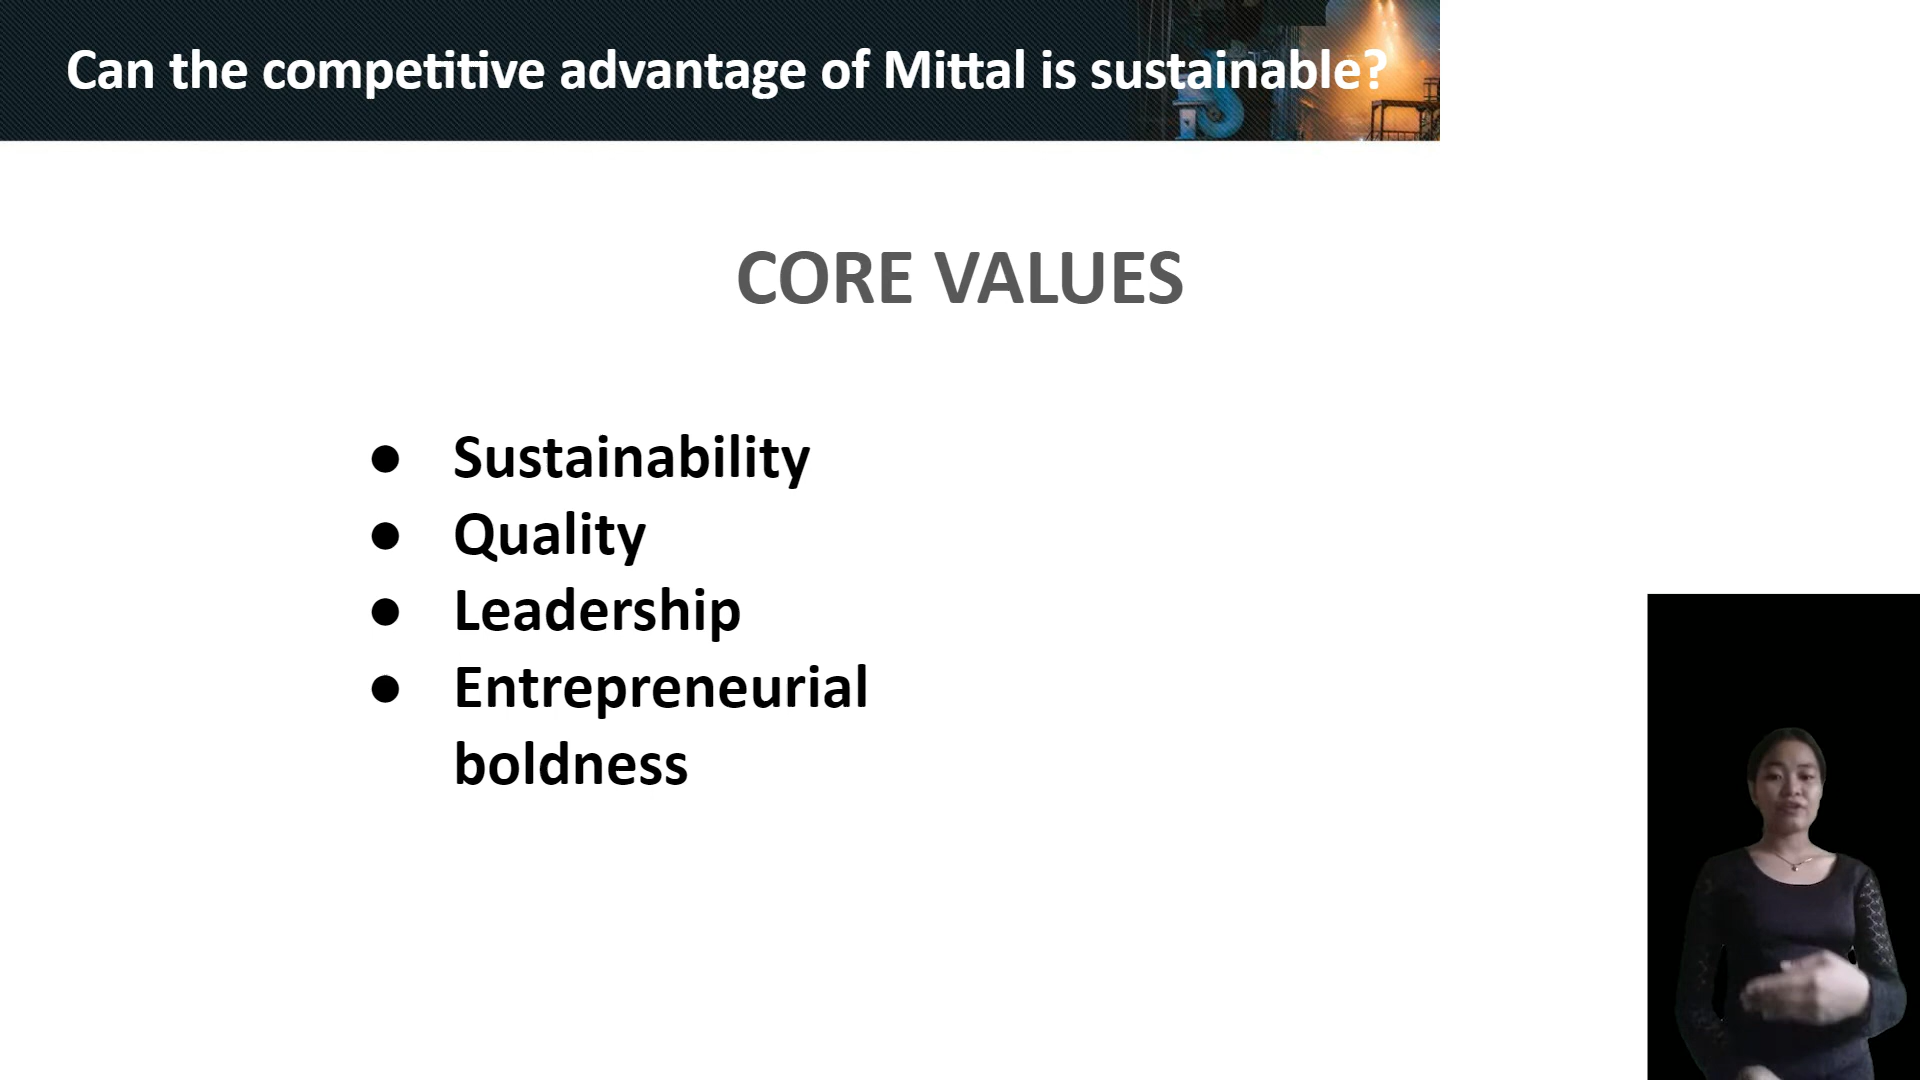 Can the competitive advantage of Mittal is sustainable?
CORE VALUES
● Sustainability
● Quality
● Leadership
● Entrepreneurial
boldness